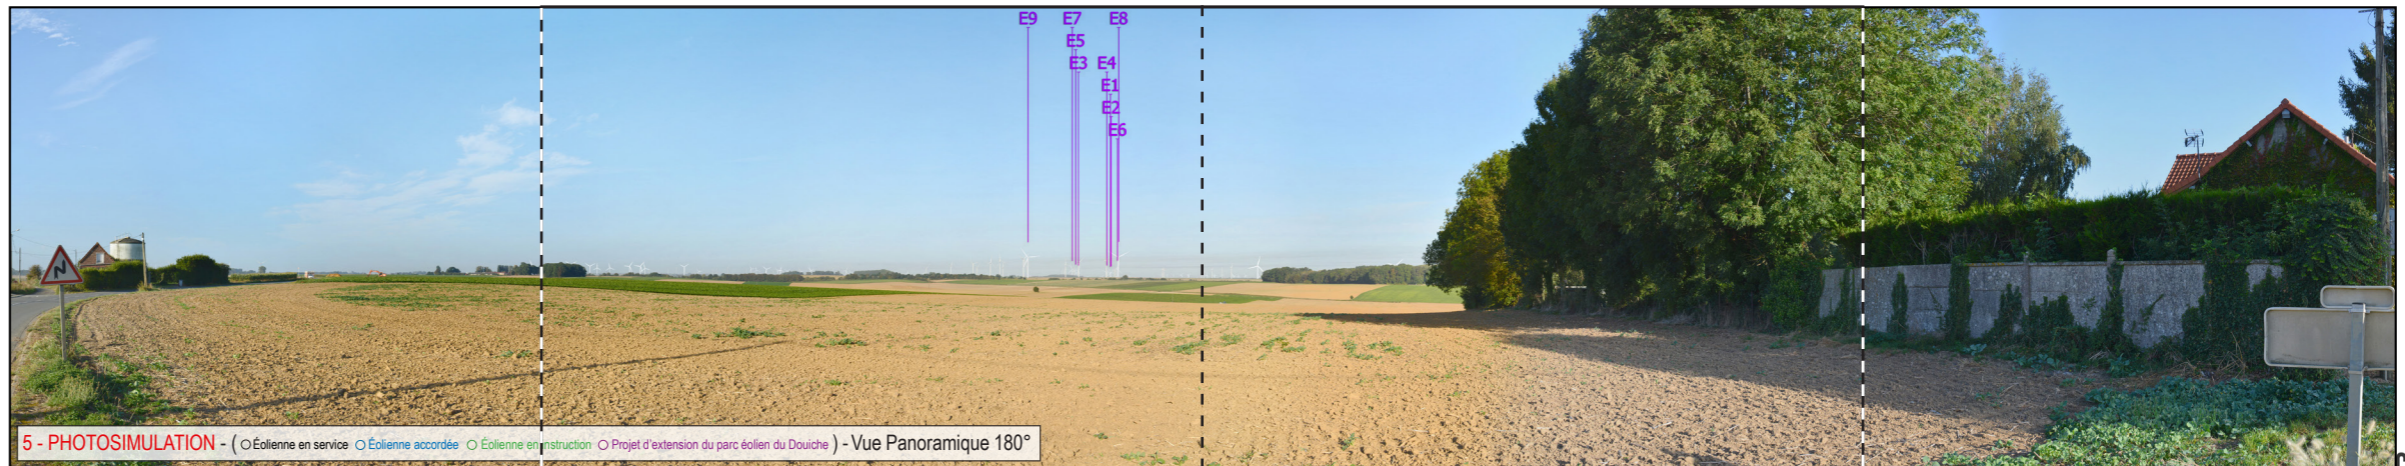 E9 E7 E8
E5
E3 E4
E1
E2
E6
5 - PHOTOSIMULATION - ( Éolienne en service Éolienne accordée Éolienne en instruction Projet d'extension du parc éolien du Douiche ) - Vue Panoramique 180°